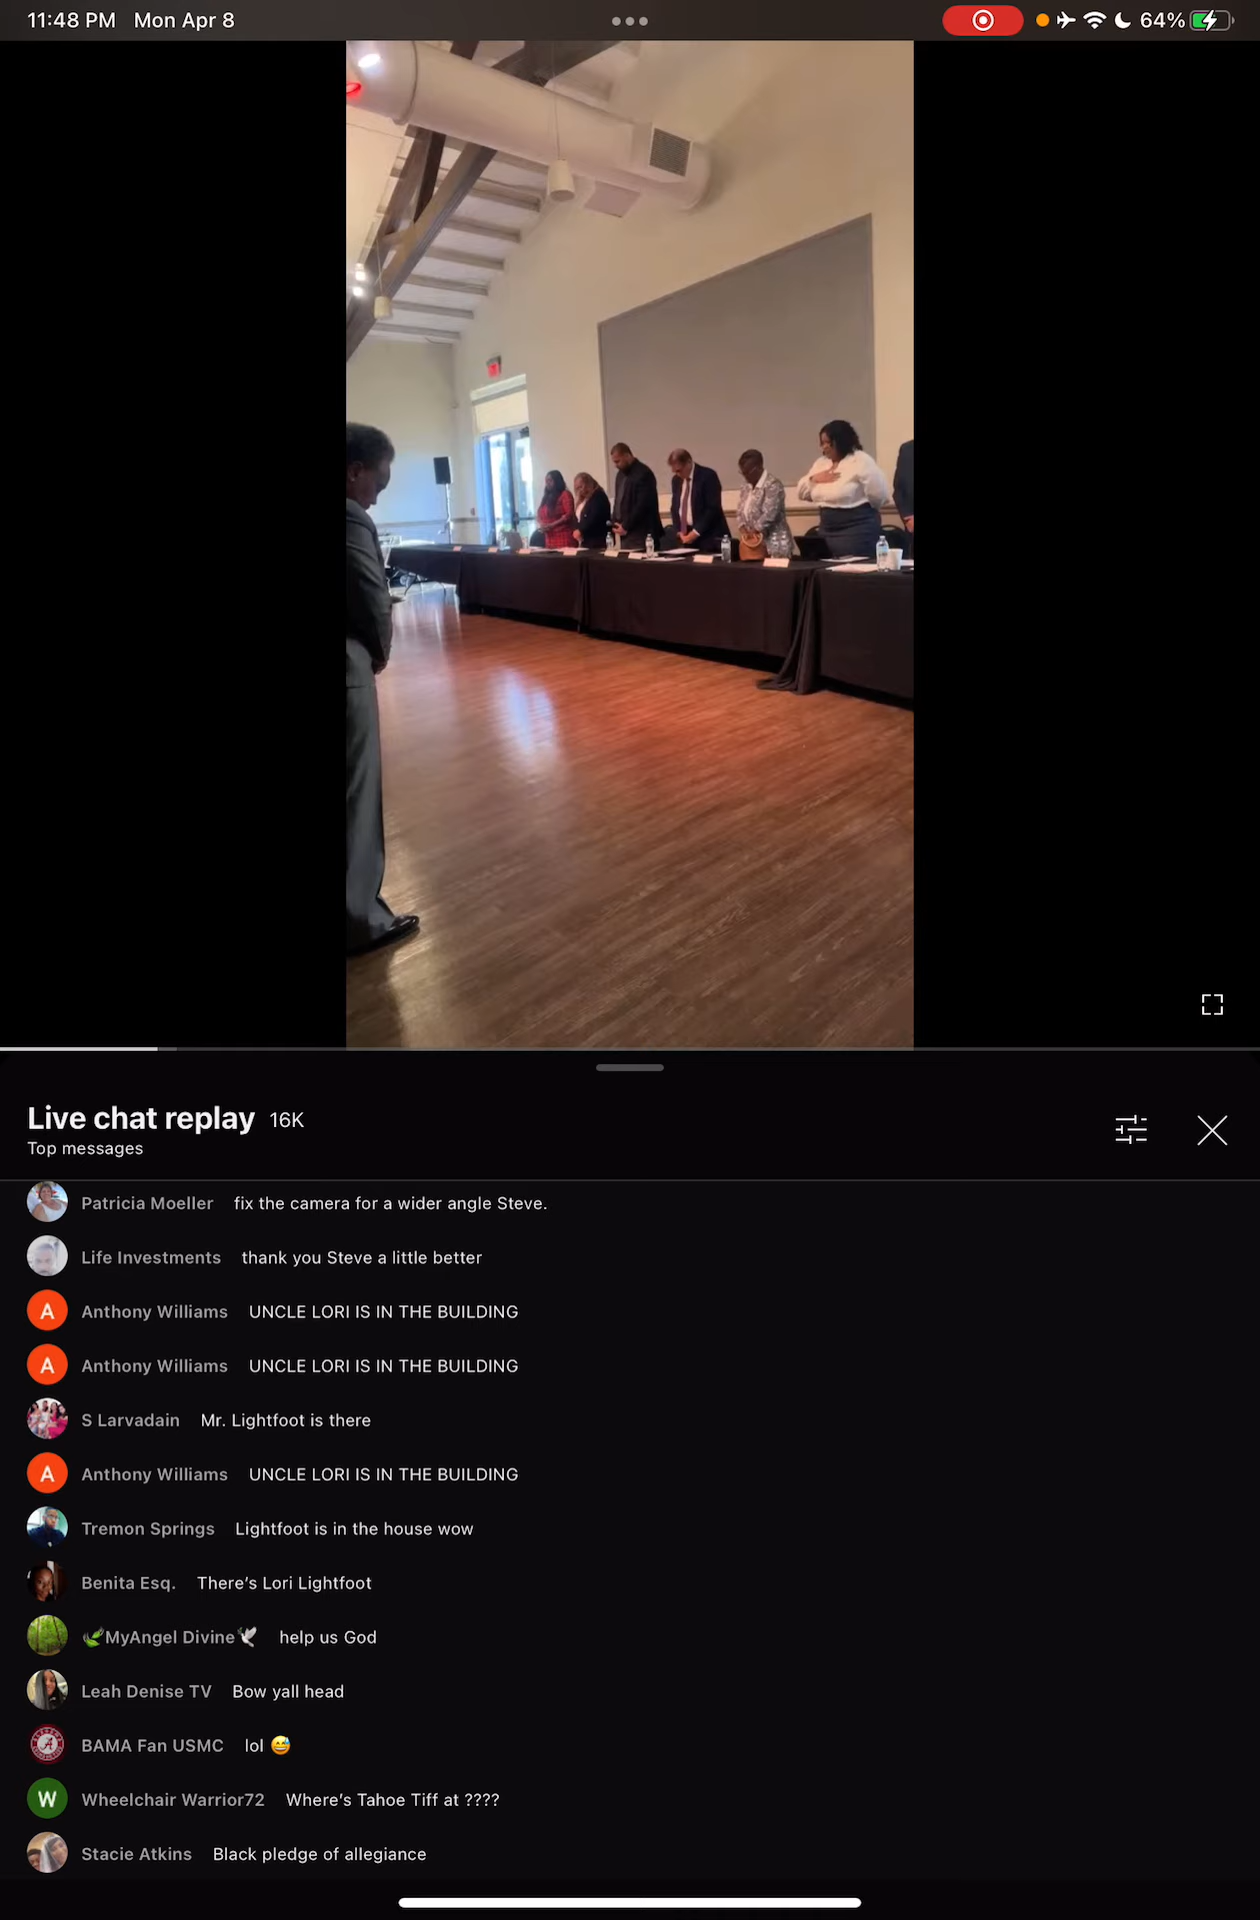 11:48 PM Mon Apr 8
64%
Live chat replay 16K
Top messages
Patricia Moeller fix the camera for a wider angle Steve.
Life Investments thank you Steve a little better
A Anthony Williams UNCLE LORI IS IN THE BUILDING
A Anthony Williams UNCLE LORI IS IN THE BUILDING
S Larvadain Mr. Lightfoot is there
A Anthony Williams UNCLE LORI IS IN THE BUILDING
Tremon Springs Lightfoot is in the house wow
Benita Esq. There’s Lori Lightfoot
🌿MyAngel Divine🕊 help us God
Leah Denise TV Bow yall head
BAMA Fan USMC lol 😅
W Wheelchair Warrior72 Where’s Tahoe Tiff at ????
Stacie Atkins Black pledge of allegiance